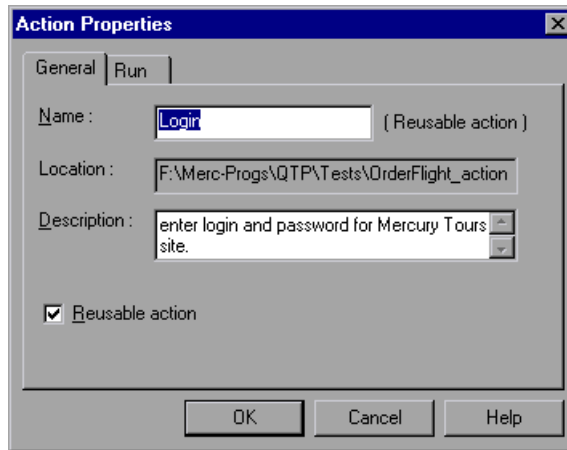 Action Properties
General Run
Name : Login ( Reusable action )
Location : F:\Merc-Progs\QTP\Tests\OrderFlight_action
Description : enter login and password for Mercury Tours
site.
Reusable action
OK Cancel Help